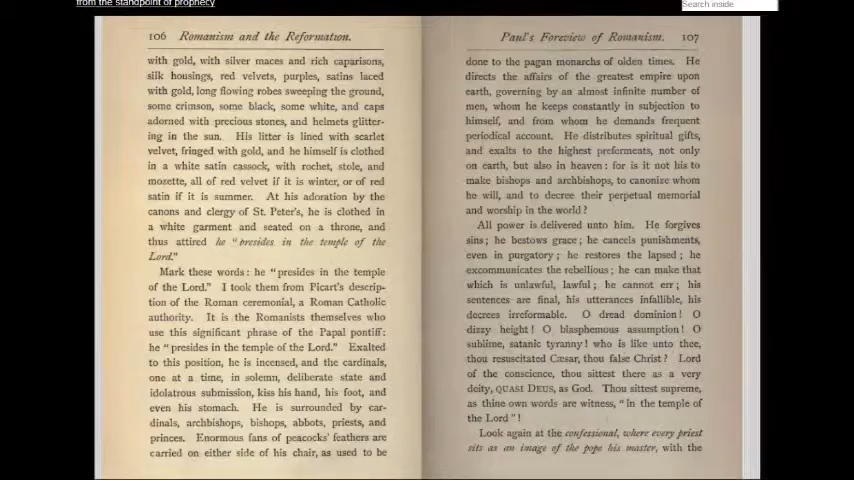 from the standpoint of prophecy
Search inside
106 Romanism and the Reformation.
with gold, with silver maces and rich caparisons,
silk housings, red velvets, purples, satins laced
with gold, long flowing robes sweeping the ground,
some crimson, some black, some white, and caps
adorned with precious stones, and helmets glitter-
ing in the sun. His litter is lined with scarlet
velvet, fringed with gold, and he himself is clothed
in a white satin cassock, with rochet, stole, and
mozette, all of red velvet if it is winter, or of red
satin if it is summer. At his adoration by the
canons and clergy of St. Peter's, he is clothed in
a white garment and seated on a throne, and
thus attired he "presides in the temple of the
Lord."
Mark these words: he "presides in the temple
of the Lord." I took them from Picart's descrip-
tion of the Roman ceremonial, a Roman Catholic
authority. It is the Romanists themselves who
use this significant phrase of the Papal pontiff:
he "presides in the temple of the Lord." Exalted
to this position, he is incensed, and the cardinals,
one at a time, in solemn, deliberate state and
idolatrous submission, kiss his hand, his foot, and
even his stomach. He is surrounded by car-
dinals, archbishops, bishops, abbots, priests, and
princes. Enormous fans of peacocks' feathers are
carried on either side of his chair, as used to be
Paul's Foreview of Romanism. 107
done to the pagan monarchs of olden times. He
directs the affairs of the greatest empire upon
earth, governing by an almost infinite number of
men, whom he keeps constantly in subjection to
himself, and from whom he demands frequent
periodical account. He distributes spiritual gifts,
and exalts to the highest preferments, not only
on earth, but also in heaven: for is it not his to
make bishops and archbishops, to canonize whom
he will, and to decree their perpetual memorial
and worship in the world?
All power is delivered unto him. He forgives
sins; he bestows grace; he cancels punishments,
even in purgatory; he restores the lapsed; he
excommunicates the rebellious; he can make that
which is unlawful, lawful; he cannot err; his
sentences are final, his utterances infallible, his
decrees irreformable. O dread dominion! O
dizzy height! O blasphemous assumption! O
sublime, satanic tyranny! who is like unto thee,
thou resuscitated Cæsar, thou false Christ? Lord
of the conscience, thou sittest there as a very
deity, QUASI DEUS, as God. Thou sittest supreme,
as thine own words are witness, "in the temple of
the Lord"!
Look again at the confessional, where every priest
sits as an image of the pope his master, with the